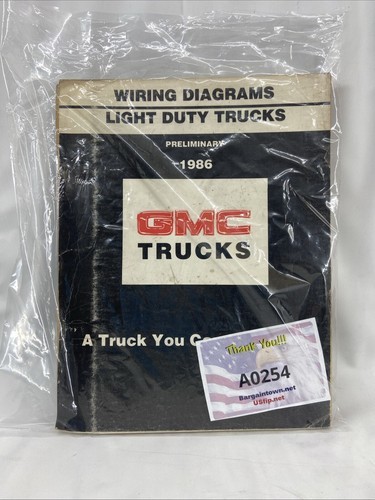 WIRING DIAGRAMS
LIGHT DUTY TRUCKS
PRELIMINARY
1986
GMC
TRUCKS
A Truck You C
Thank You!!!
A0254
Bargaintown.net
USflip.net